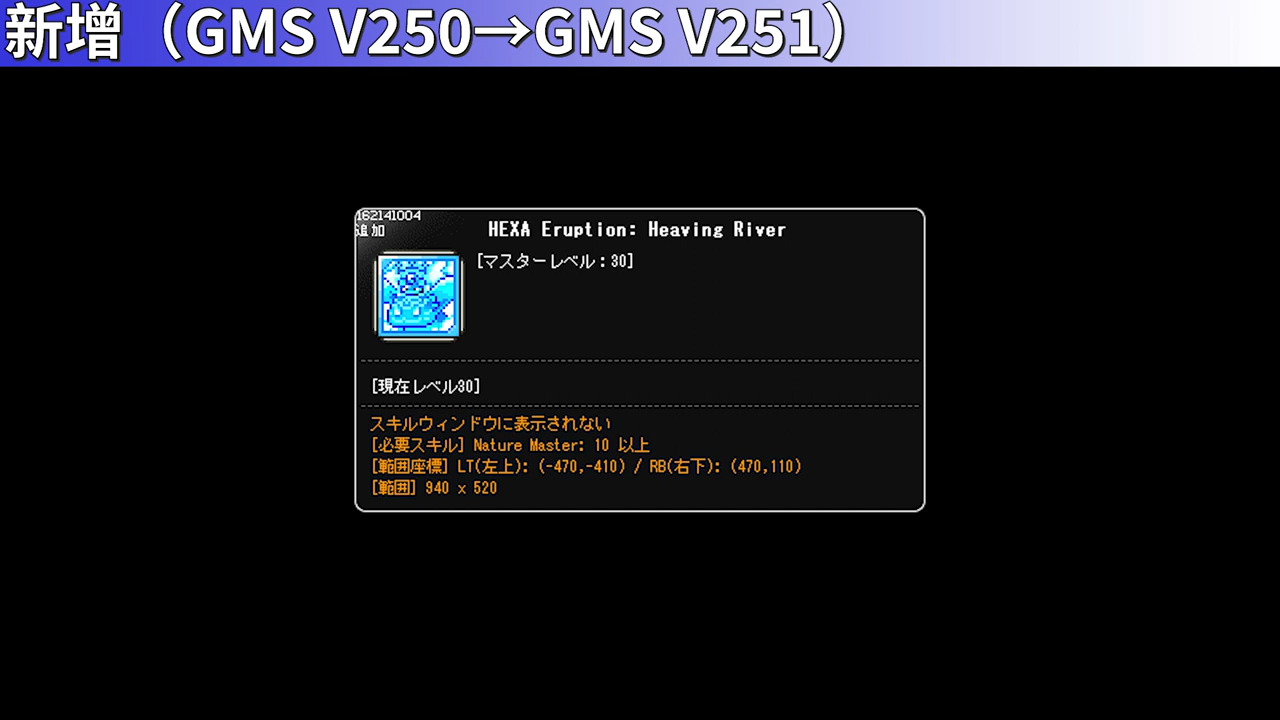 新增（GMS V250→GMS V251）
162141004
追加
HEXA Eruption: Heaving River
[マスターレベル：30]
[現在レベル30]
スキルウィンドウに表示されない
[必要スキル] Nature Master: 10 以上
[範囲座標] LT(左上): (-470,-410) / RB(右下): (470,110)
[範囲] 940 x 520